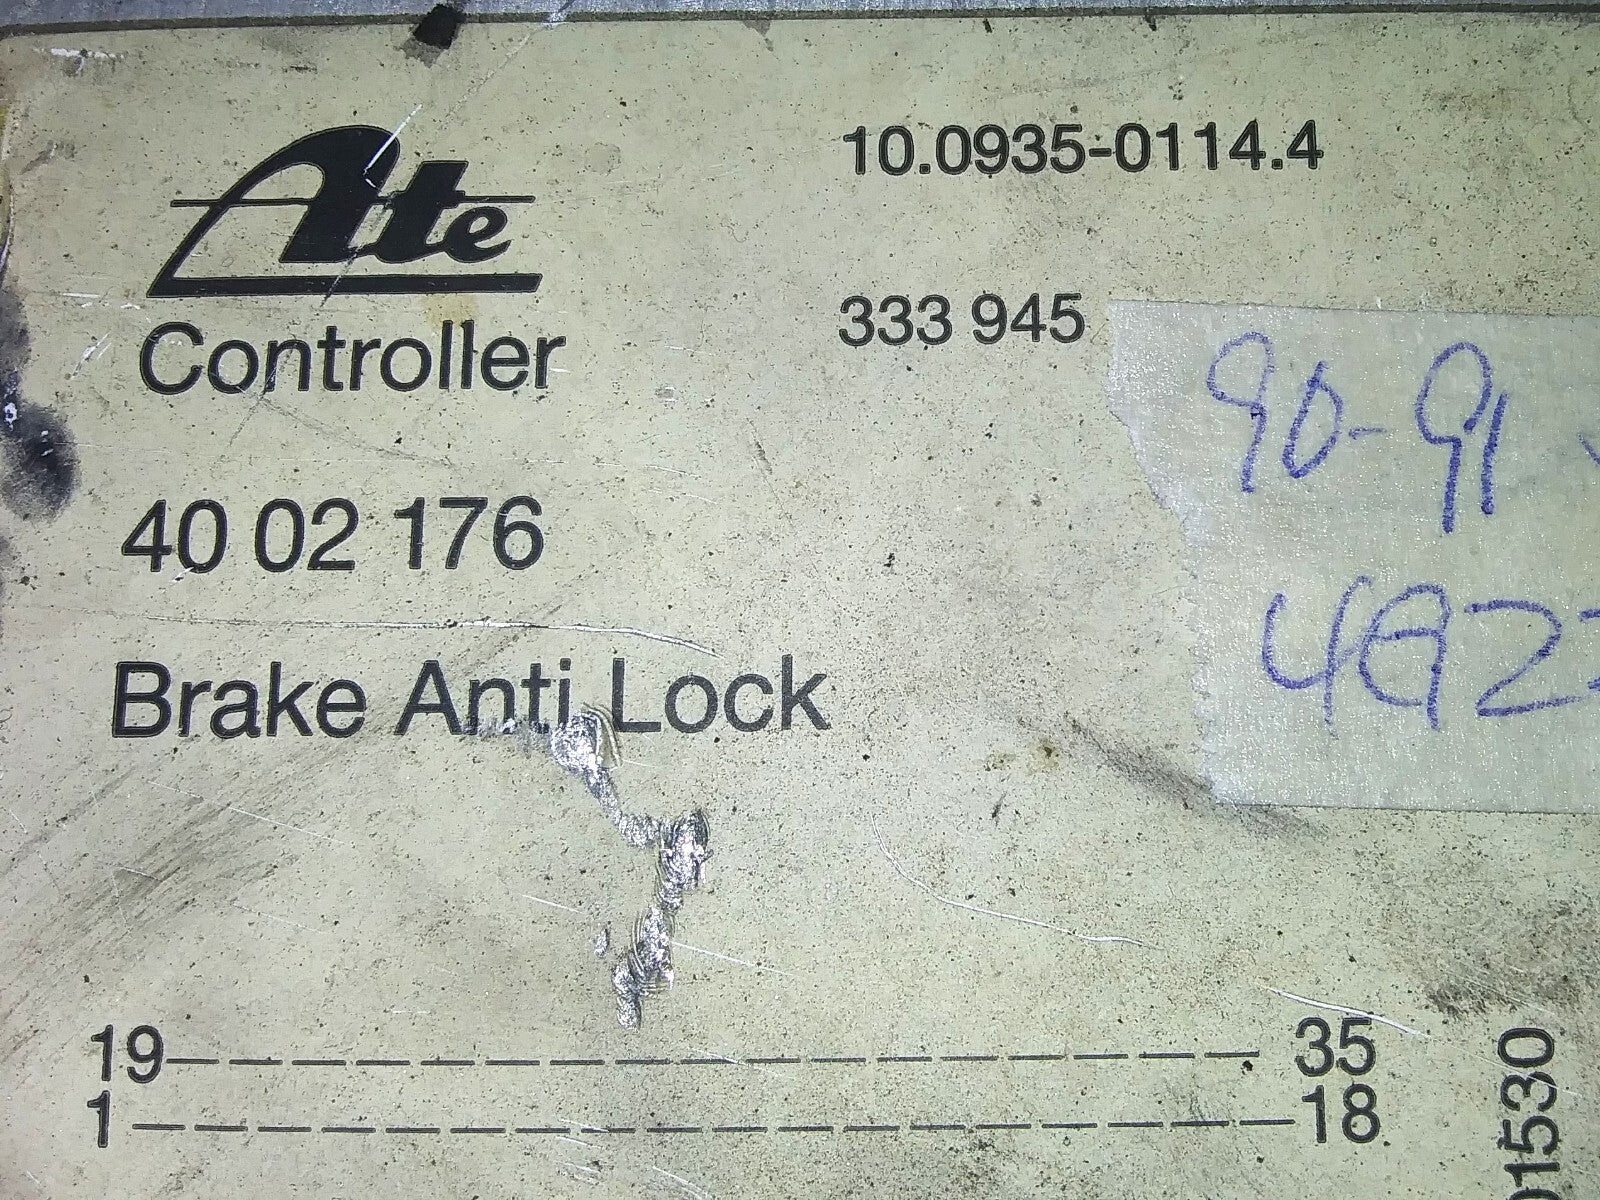 Ate
10.0935-0114.4
Controller
333 945
90-91
40 02 176
Brake Anti Lock
19 35
1 18
1530